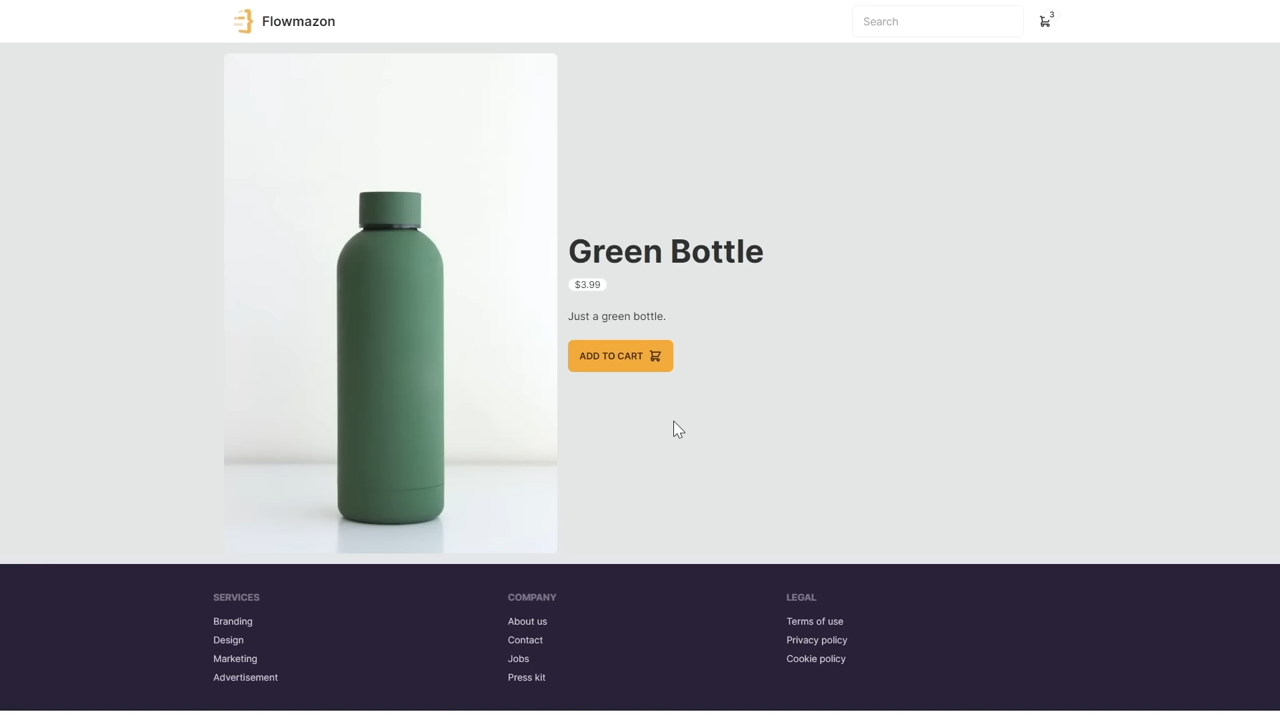 Flowmazon
Search
3
Green Bottle
$3.99
Just a green bottle.
ADD TO CART
SERVICES
Branding
Design
Marketing
Advertisement
COMPANY
About us
Contact
Jobs
Press kit
LEGAL
Terms of use
Privacy policy
Cookie policy